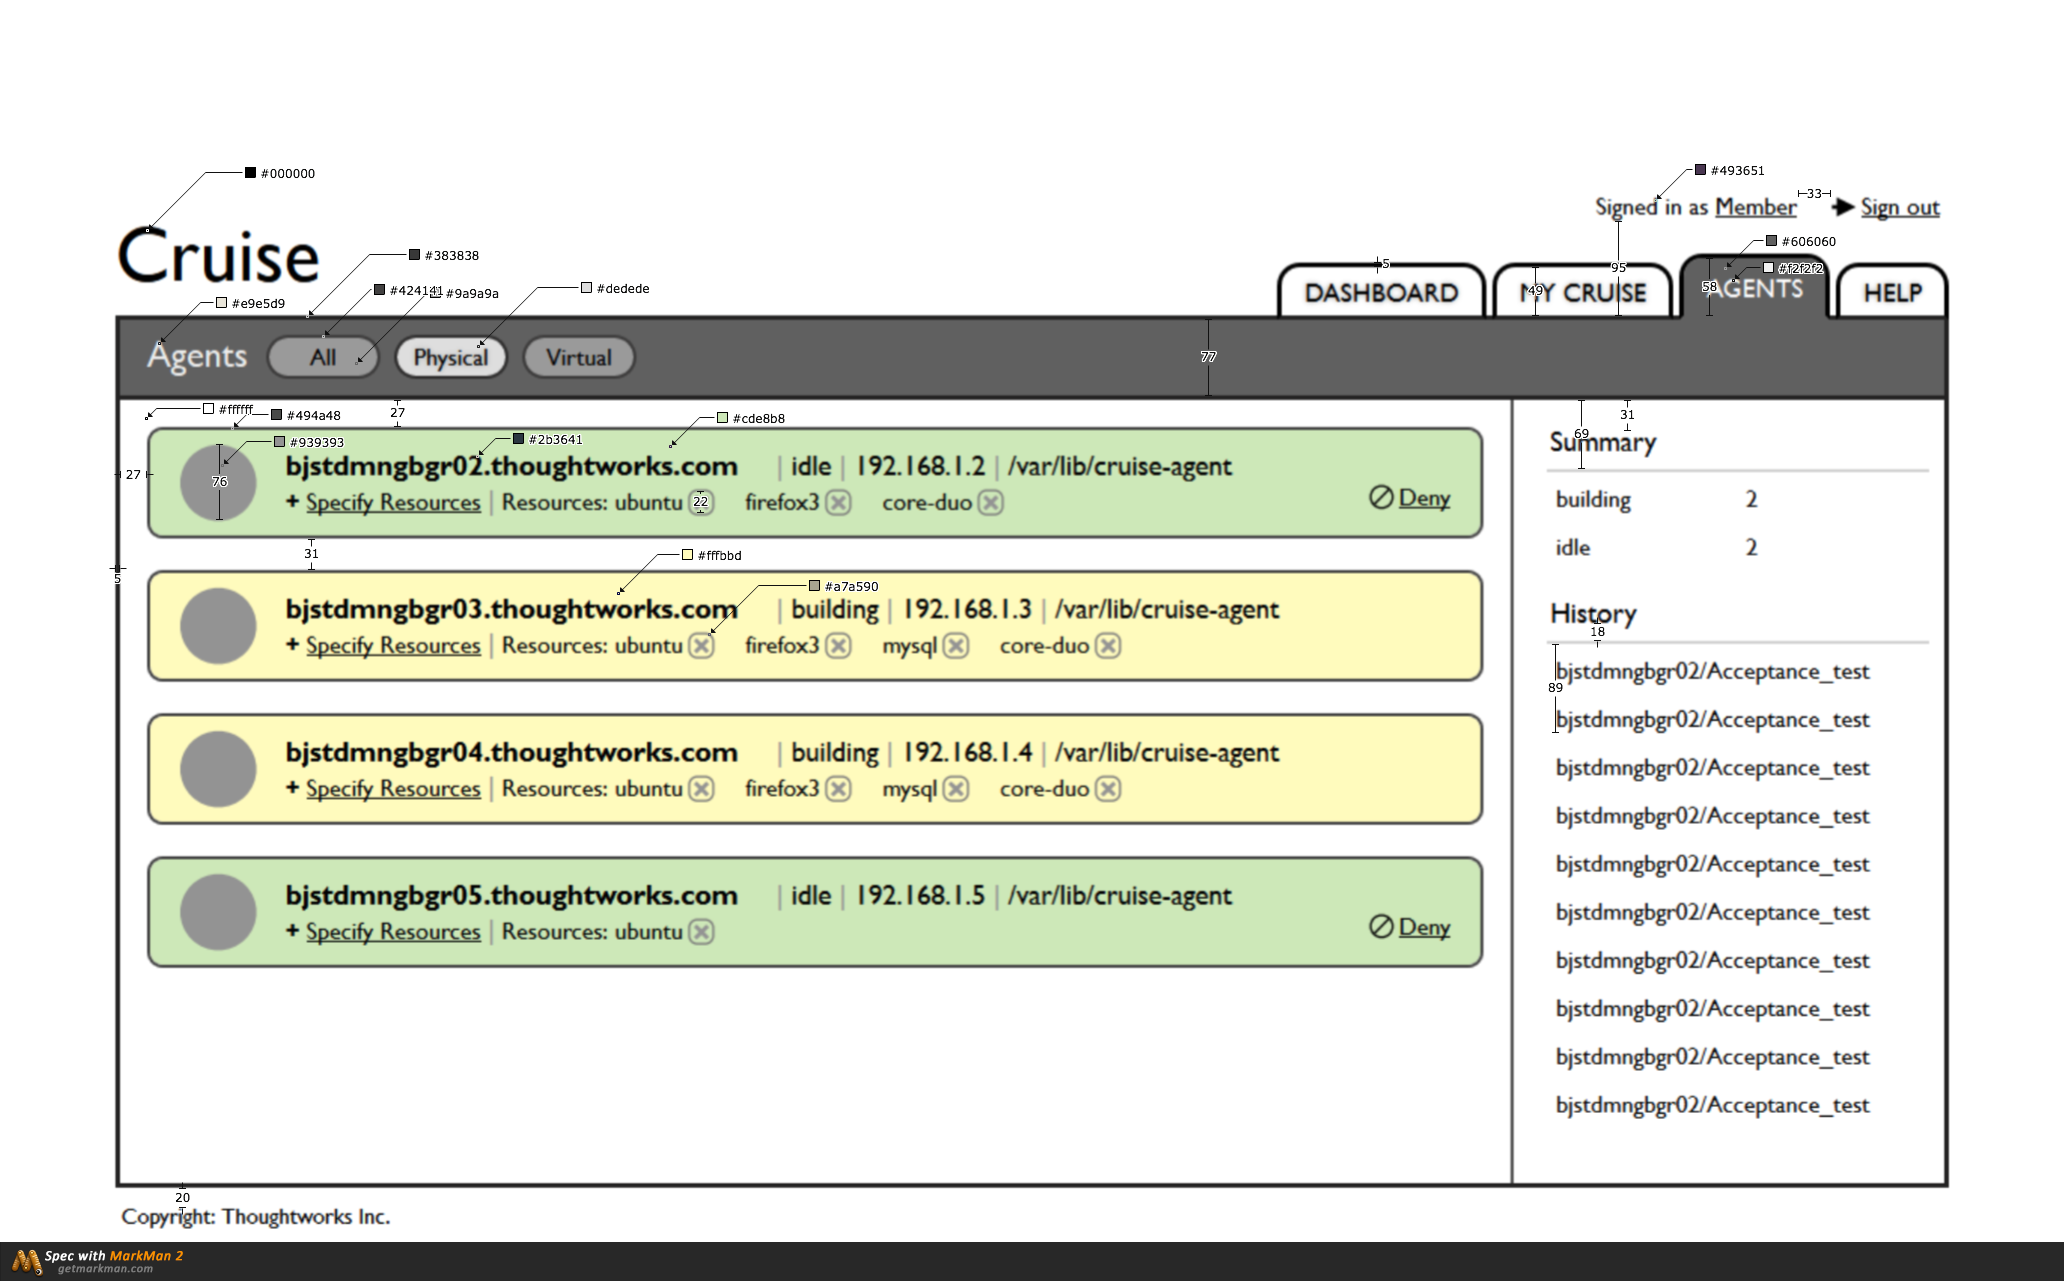 #000000
#493651
33
Signed in as Member Sign out
Cruise
#383838
#606060
#424141
#9a9a9a
#dedede
#e9e5d9
5
95
#f2f2f2
49
58
DASHBOARD MY CRUISE AGENTS HELP
Agents All Physical Virtual
77
#ffffff
#494a48
27
#cde8b8
31
69
#939393
#2b3641
Summary
27
76
bjstdmngbgr02.thoughtworks.com | idle | 192.168.1.2 | /var/lib/cruise-agent
+ Specify Resources | Resources: ubuntu 22 firefox3 core-duo Deny
building 2
idle 2
31
#fffbbd
5
#a7a590
bjstdmngbgr03.thoughtworks.com | building | 192.168.1.3 | /var/lib/cruise-agent
+ Specify Resources | Resources: ubuntu firefox3 mysql core-duo
History
18
89
bjstdmngbgr02/Acceptance_test
bjstdmngbgr02/Acceptance_test
bjstdmngbgr04.thoughtworks.com | building | 192.168.1.4 | /var/lib/cruise-agent
+ Specify Resources | Resources: ubuntu firefox3 mysql core-duo
bjstdmngbgr02/Acceptance_test
bjstdmngbgr02/Acceptance_test
bjstdmngbgr05.thoughtworks.com | idle | 192.168.1.5 | /var/lib/cruise-agent
+ Specify Resources | Resources: ubuntu Deny
bjstdmngbgr02/Acceptance_test
bjstdmngbgr02/Acceptance_test
bjstdmngbgr02/Acceptance_test
bjstdmngbgr02/Acceptance_test
bjstdmngbgr02/Acceptance_test
bjstdmngbgr02/Acceptance_test
20
Copyright: Thoughtworks Inc.
Spec with MarkMan 2
getmarkman.com